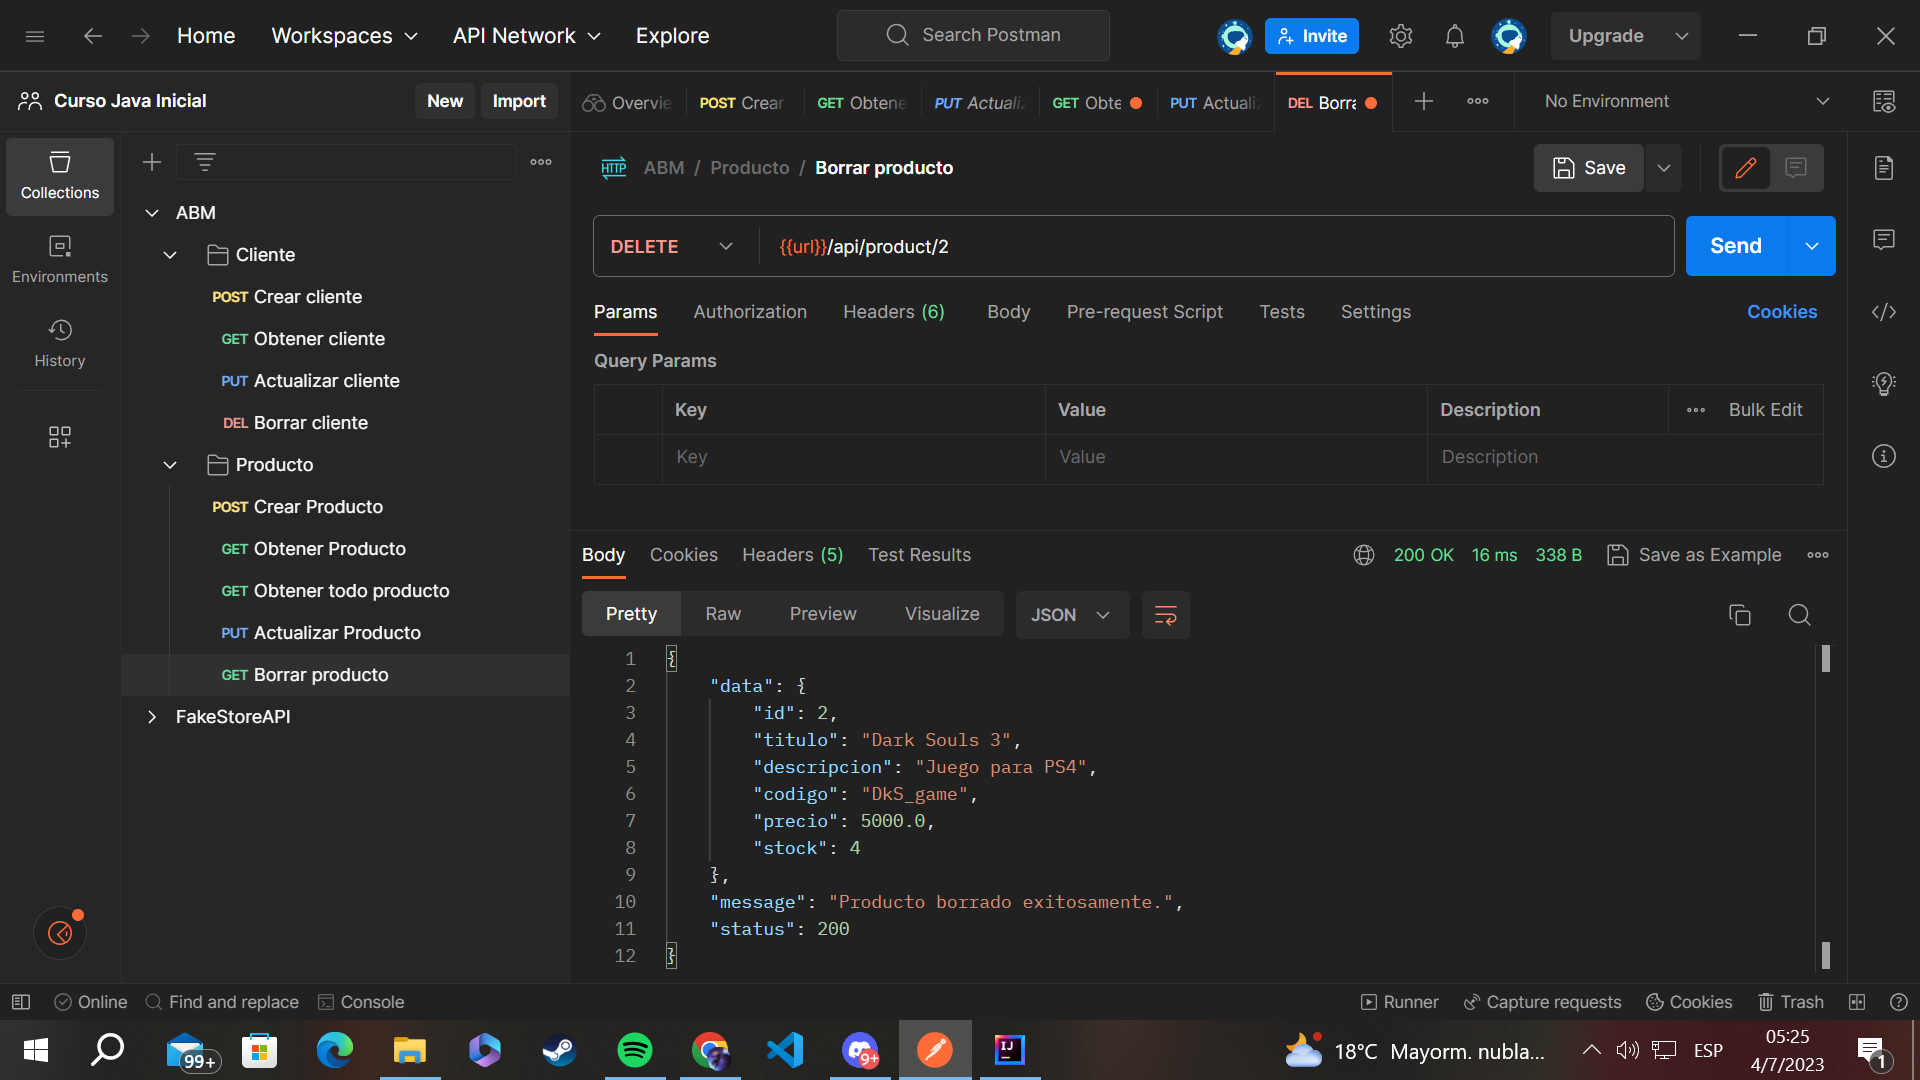 Home Workspaces API Network Explore Search Postman Invite Upgrade
Curso Java Inicial New Import
Overvie POST Crear GET Obtene PUT Actualiz GET Obte PUT Actualiz DEL Borra No Environment
Collections
Environments
History
ABM
Cliente
POST Crear cliente
GET Obtener cliente
PUT Actualizar cliente
DEL Borrar cliente
Producto
POST Crear Producto
GET Obtener Producto
GET Obtener todo producto
PUT Actualizar Producto
GET Borrar producto
FakeStoreAPI
HTTP ABM / Producto / Borrar producto Save
DELETE {{url}}/api/product/2 Send
Params Authorization Headers (6) Body Pre-request Script Tests Settings Cookies
Query Params
Key Value Description Bulk Edit
Key Value Description
Body Cookies Headers (5) Test Results 200 OK 16 ms 338 B Save as Example
Pretty Raw Preview Visualize JSON
1 {
2 "data": {
3 "id": 2,
4 "titulo": "Dark Souls 3",
5 "descripcion": "Juego para PS4",
6 "codigo": "DkS_game",
7 "precio": 5000.0,
8 "stock": 4
9 },
10 "message": "Producto borrado exitosamente.",
11 "status": 200
12 }
Online Find and replace Console Runner Capture requests Cookies Trash
99+ 9+ IJ 18°C Mayorm. nubla... ESP 05:25
4/7/2023 1